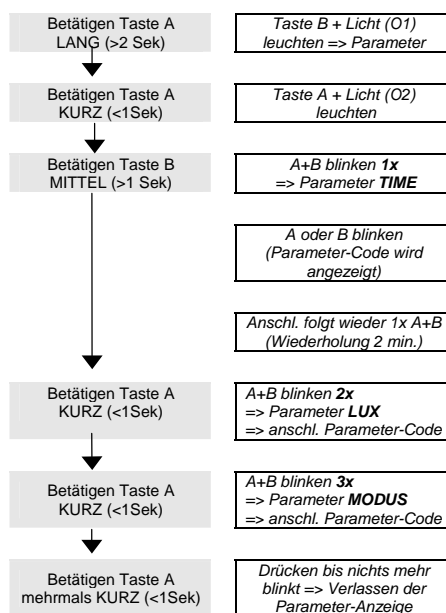 Betätigen Taste A
LANG (>2 Sek)
Taste B + Licht (O1)
leuchten => Parameter
Betätigen Taste A
KURZ (<1Sek)
Taste A + Licht (O2)
leuchten
Betätigen Taste B
MITTEL (>1 Sek)
A+B blinken 1x
=> Parameter TIME
A oder B blinken
(Parameter-Code wird
angezeigt)
Anschl. folgt wieder 1x A+B
(Wiederholung 2 min.)
Betätigen Taste A
KURZ (<1Sek)
A+B blinken 2x
=> Parameter LUX
=> anschl. Parameter-Code
Betätigen Taste A
KURZ (<1Sek)
A+B blinken 3x
=> Parameter MODUS
=> anschl. Parameter-Code
Betätigen Taste A
mehrmals KURZ (<1Sek)
Drücken bis nichts mehr
blinkt => Verlassen der
Parameter-Anzeige